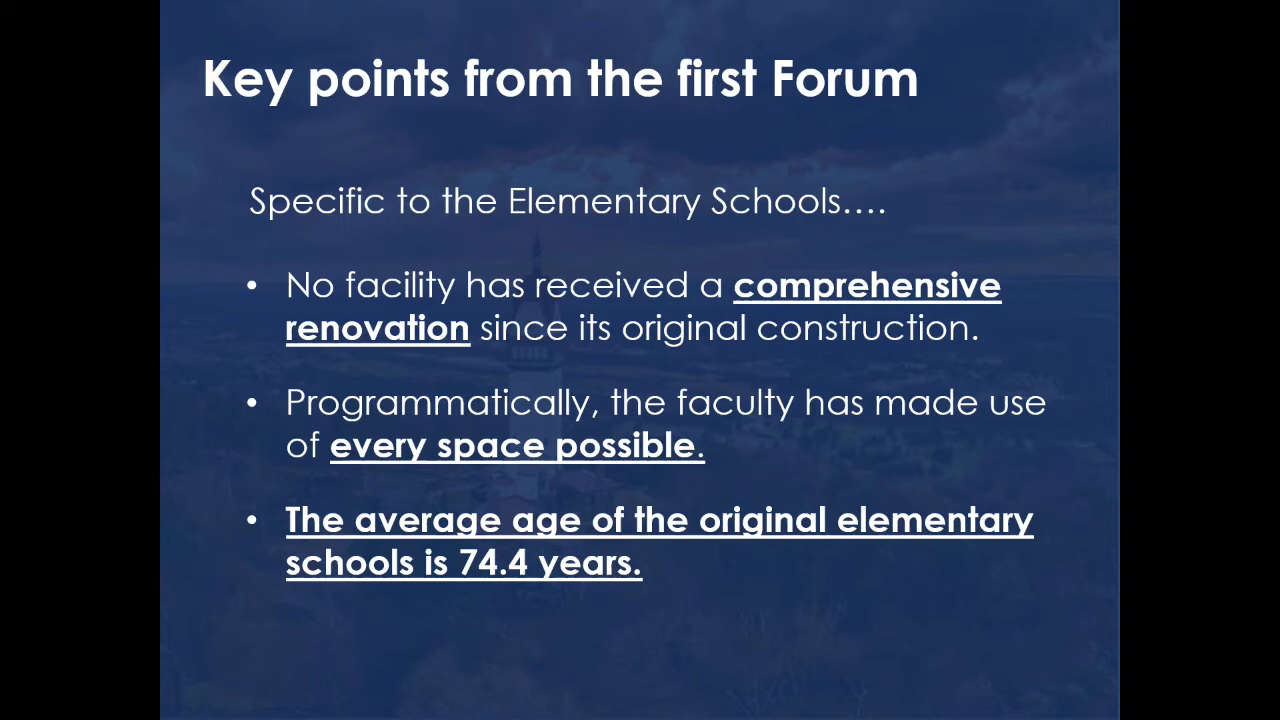 Key points from the first Forum
Specific to the Elementary Schools....
• No facility has received a comprehensive
renovation since its original construction.
• Programmatically, the faculty has made use
of every space possible.
• The average age of the original elementary
schools is 74.4 years.